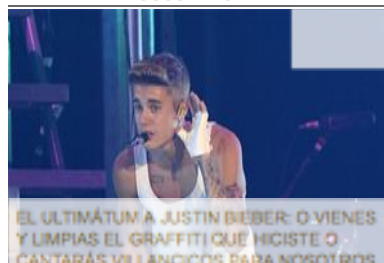 EL ULTIMÁTUM A JUSTIN BIEBER: O VIENES
Y LIMPIAS EL GRAFFITI QUE HICISTE O
CANTARÁS VILLANCICOS PARA NOSOTROS